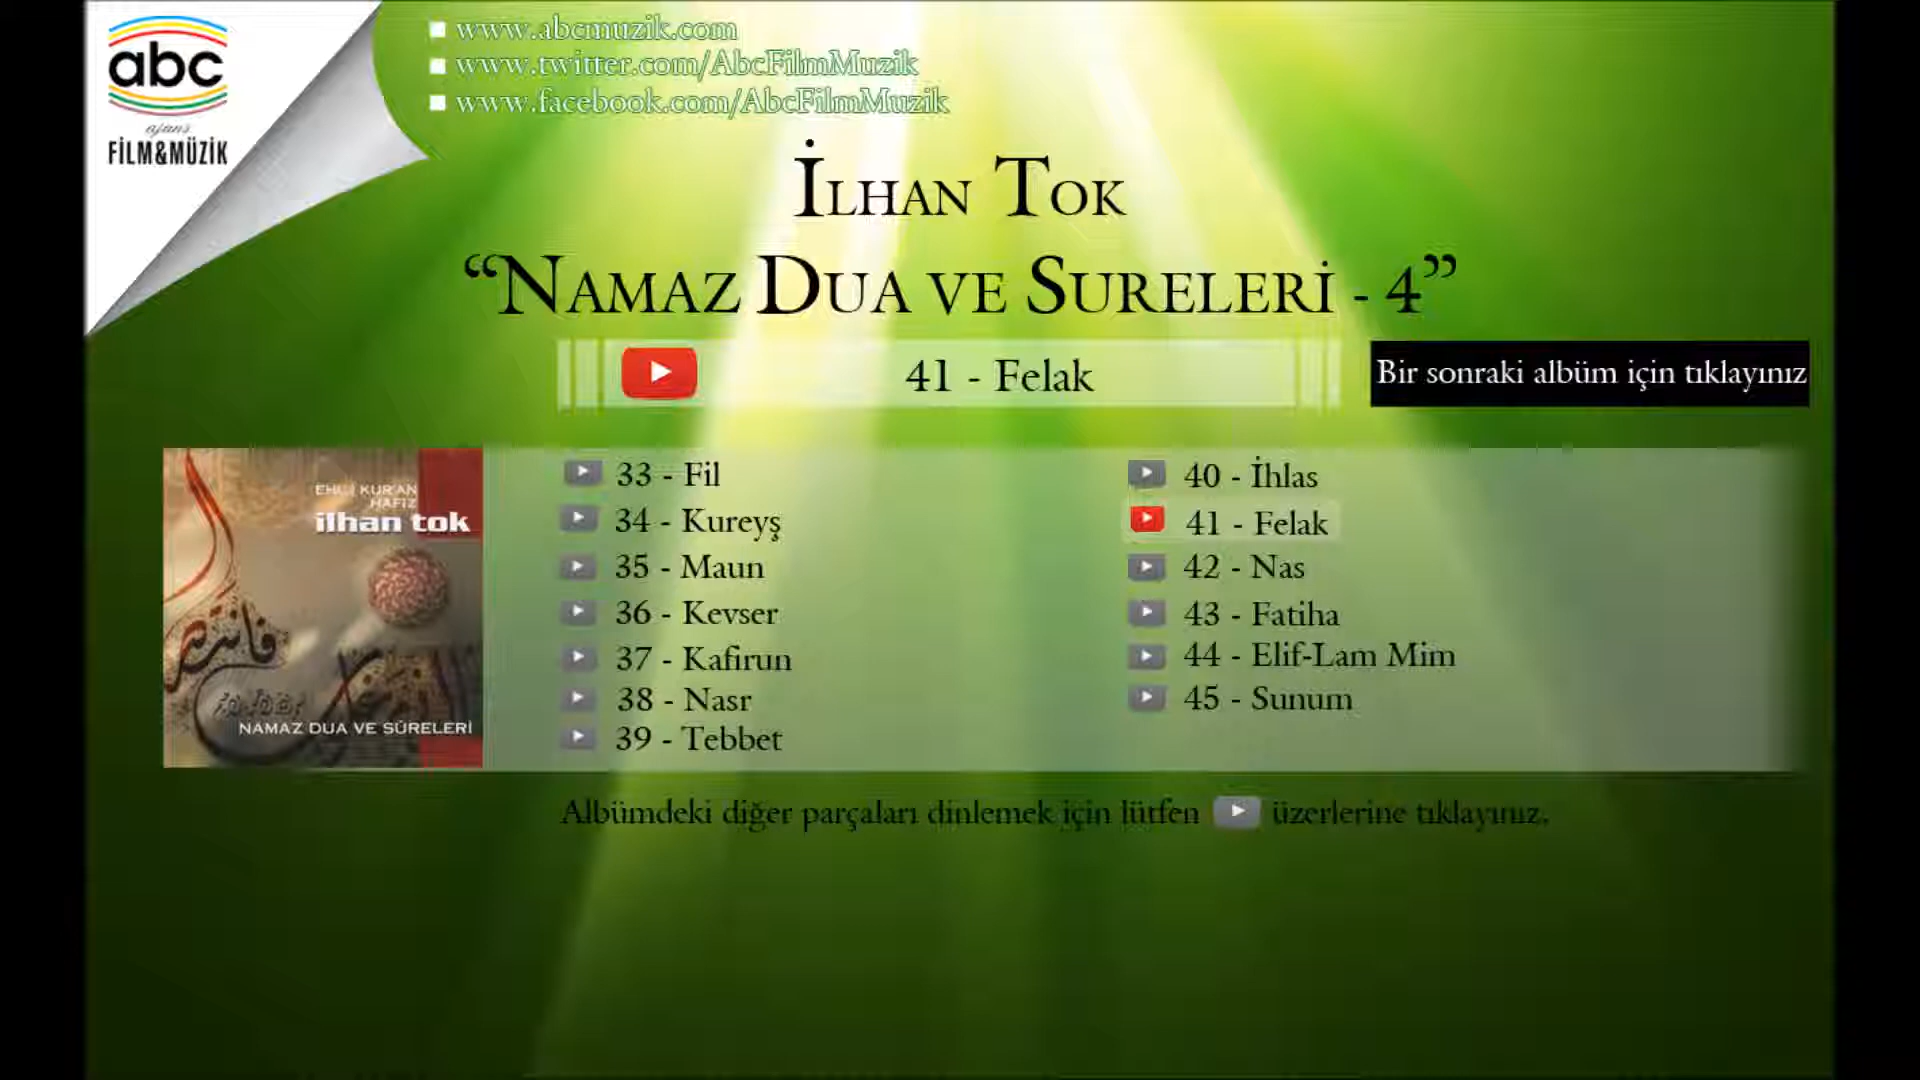 abc
ajans
FİLM&MÜZİK
www.abcmuzik.com
www.twitter.com/AbcFilmMuzik
www.facebook.com/AbcFilmMuzik
İLHAN TOK
“NAMAZ DUA VE SURELERİ - 4”
41 - Felak
Bir sonraki albüm için tıklayınız
EHLİ KUR'AN
HAFIZ
ilhan tok
NAMAZ DUA VE SÛRELERİ
33 - Fil
34 - Kureyş
35 - Maun
36 - Kevser
37 - Kafirun
38 - Nasr
39 - Tebbet
40 - İhlas
41 - Felak
42 - Nas
43 - Fatiha
44 - Elif-Lam Mim
45 - Sunum
Albümdeki diğer parçaları dinlemek için lütfen üzerlerine tıklayınız.